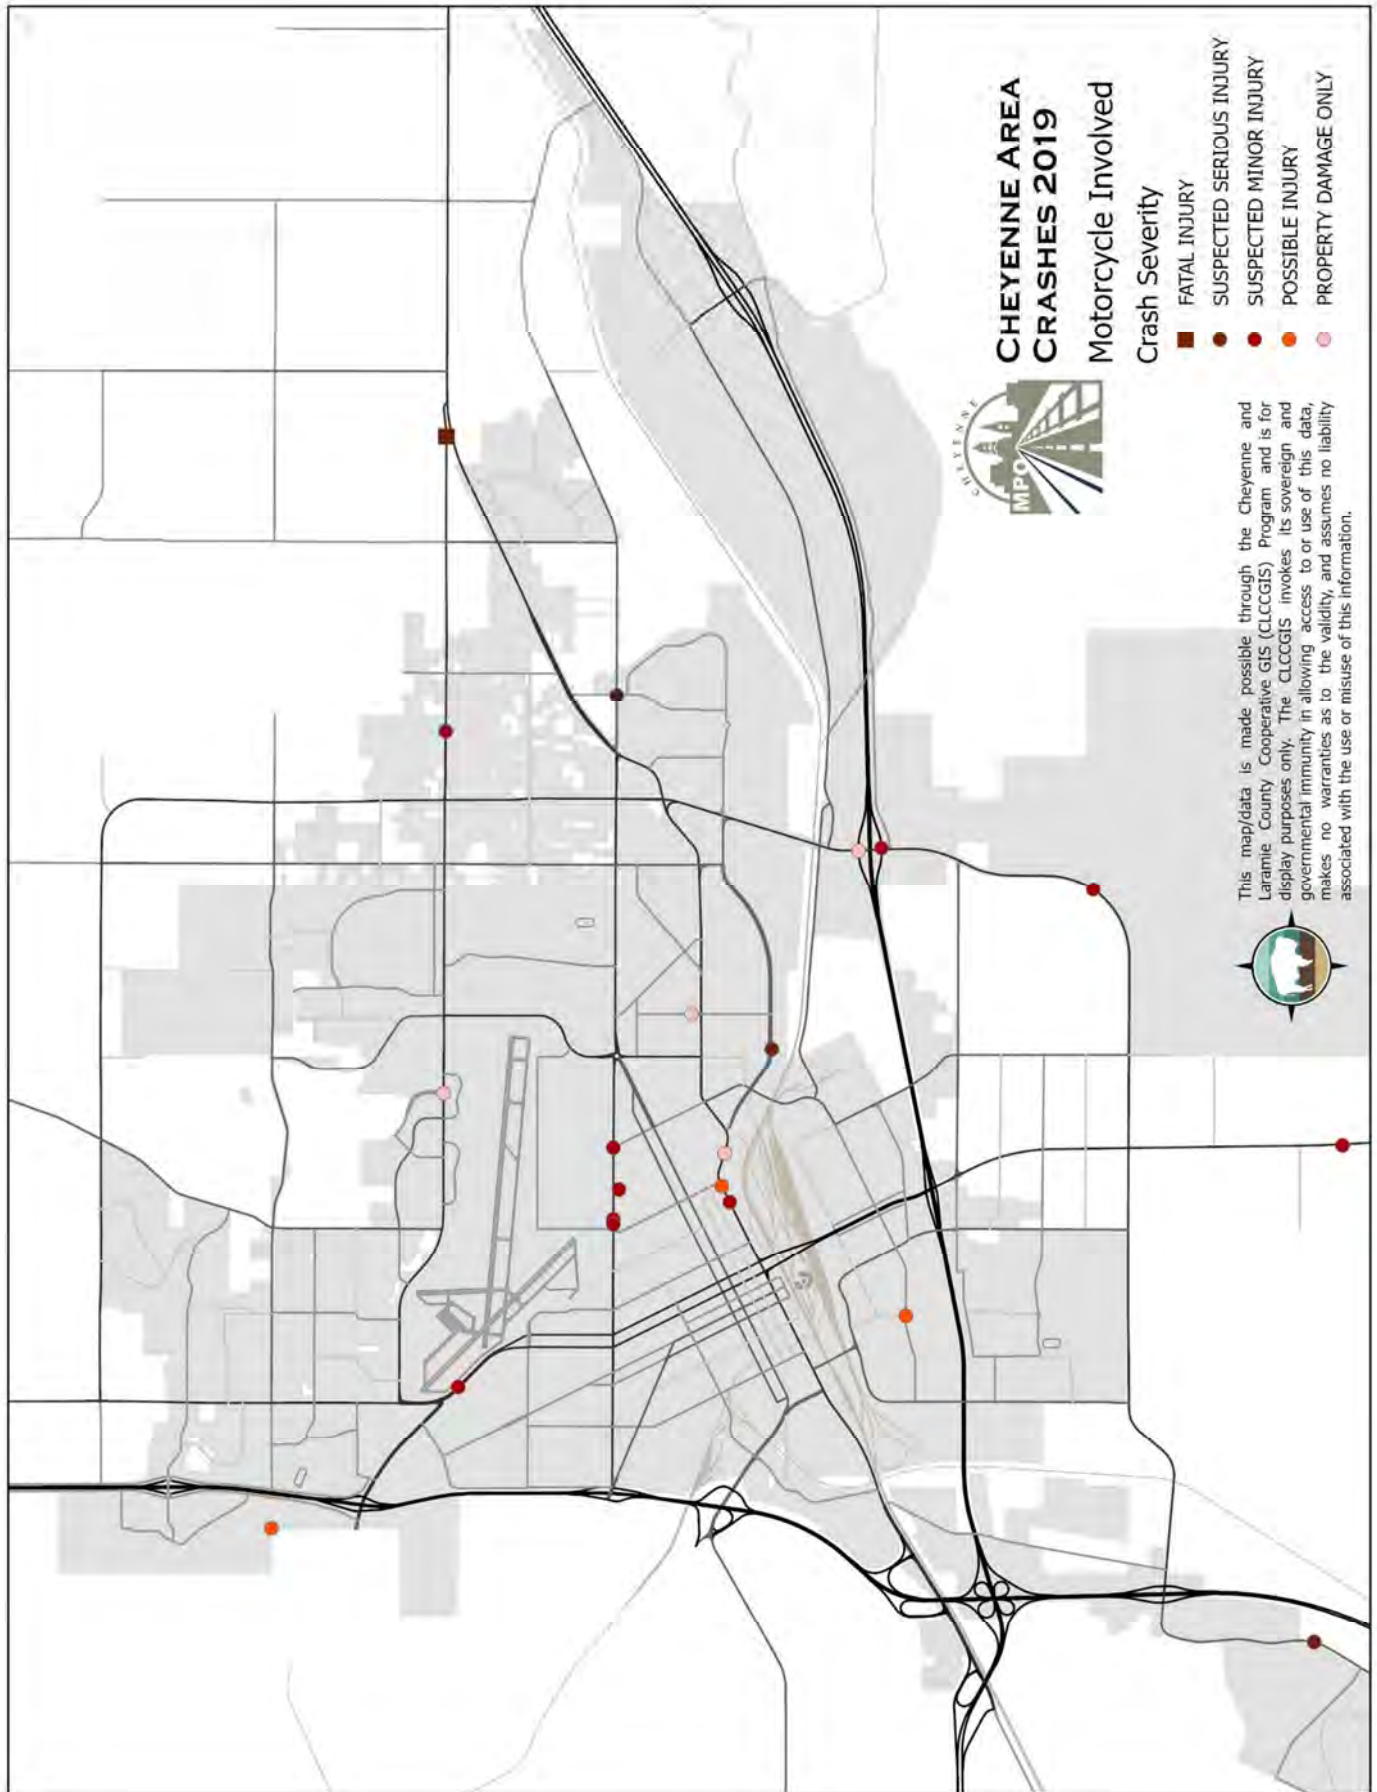 CHEYENNE AREA
CRASHES 2019
Motorcycle Involved
Crash Severity
FATAL INJURY
SUSPECTED SERIOUS INJURY
SUSPECTED MINOR INJURY
POSSIBLE INJURY
PROPERTY DAMAGE ONLY
CHEYENNE
MPO
This map/data is made possible through the Cheyenne and
Laramie County Cooperative GIS (CLCCGIS) Program and is for
display purposes only. The CLCCGIS invokes its sovereign and
governmental immunity in allowing access to or use of this data,
makes no warranties as to the validity, and assumes no liability
associated with the use or misuse of this information.